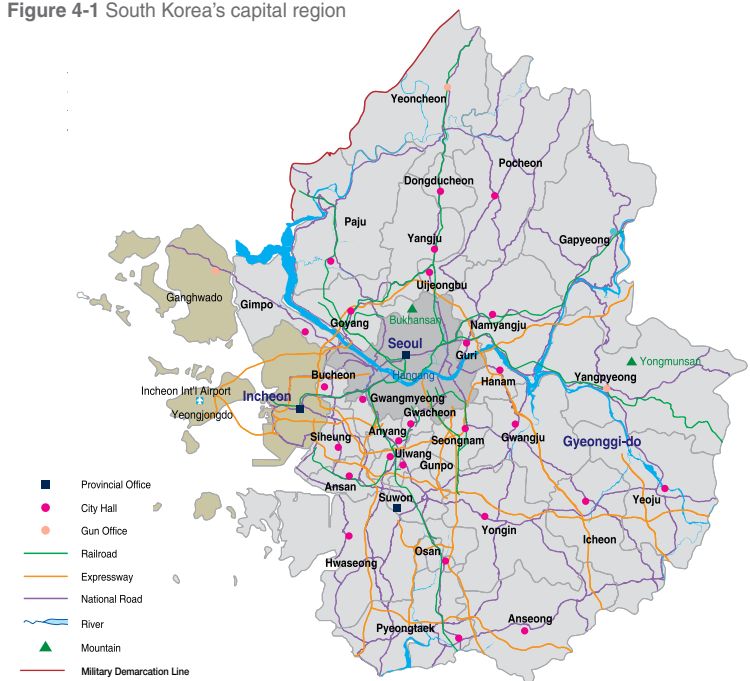 Figure 4-1 South Korea's capital region
Yeoncheon
Pocheon
Dongducheon
Paju
Yangju
Gapyeong
Uijeongbu
Ganghwado
Gimpo
Goyang
Bukhansan
Namyangju
Seoul
Guri
Yongmunsan
Bucheon
Hangang
Hanam
Yangpyeong
Incheon Int'l Airport
Incheon
Gwangmyeong
Yeongjongdo
Gwacheon
Anyang
Siheung
Seongnam
Gwangju
Gyeonggi-do
Uiwang
Gunpo
Ansan
Suwon
Yeoju
Yongin
Icheon
Osan
Hwaseong
Anseong
Pyeongtaek
Provincial Office
City Hall
Gun Office
Railroad
Expressway
National Road
River
Mountain
Military Demarcation Line